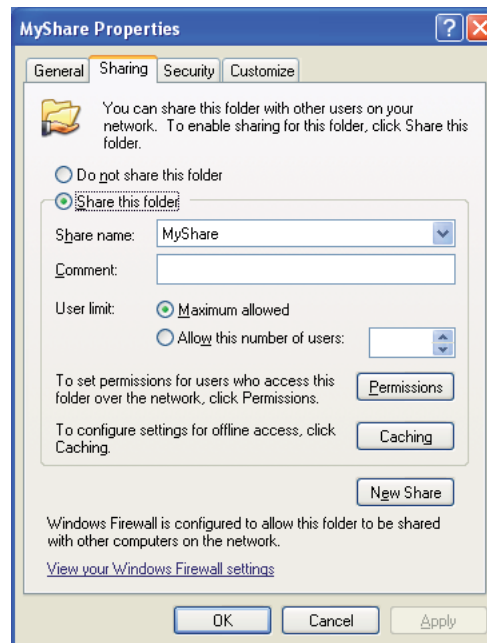 MyShare Properties
General Sharing Security Customize
You can share this folder with other users on your
network. To enable sharing for this folder, click Share this
folder.
Do not share this folder
Share this folder
Share name: MyShare
Comment:
User limit: Maximum allowed
Allow this number of users:
To set permissions for users who access this
folder over the network, click Permissions.
Permissions
To configure settings for offline access, click
Caching.
Caching
New Share
Windows Firewall is configured to allow this folder to be shared
with other computers on the network.
View your Windows Firewall settings
OK Cancel Apply